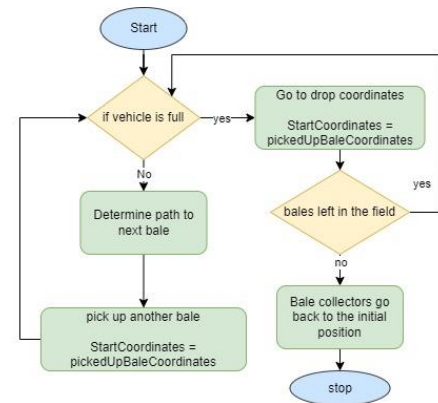 Start
if vehicle is full
yes
No
Determine path to
next bale
pick up another bale
StartCoordinates =
pickedUpBaleCoordinates
Go to drop coordinates
StartCoordinates =
pickedUpBaleCoordinates
bales left in the field
yes
no
Bale collectors go
back to the initial
position
stop